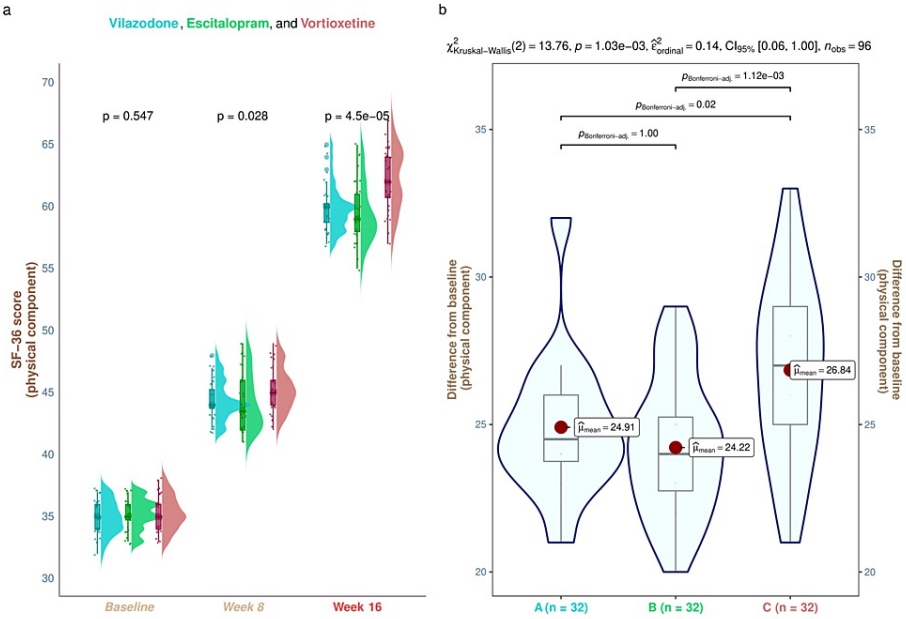 a
Vilazodone, Escitalopram, and Vortioxetine
SF-36 score
(physical component)
70
65
60
55
50
45
40
35
30
p = 0.547
p = 0.028
p = 4.5e-05
Baseline
Week 8
Week 16
b
χ²Kruskal-Wallis(2) = 13.76, p = 1.03e-03, ε̂²ordinal = 0.14, CI95% [0.06, 1.00], nobs = 96
pBonferroni-adj. = 1.12e-03
pBonferroni-adj. = 0.02
pBonferroni-adj. = 1.00
Difference from baseline
(physical component)
35
30
25
20
μ̂mean = 24.91
μ̂mean = 24.22
μ̂mean = 26.84
35
30
25
20
Difference from baseline
(physical component)
A (n = 32)
B (n = 32)
C (n = 32)